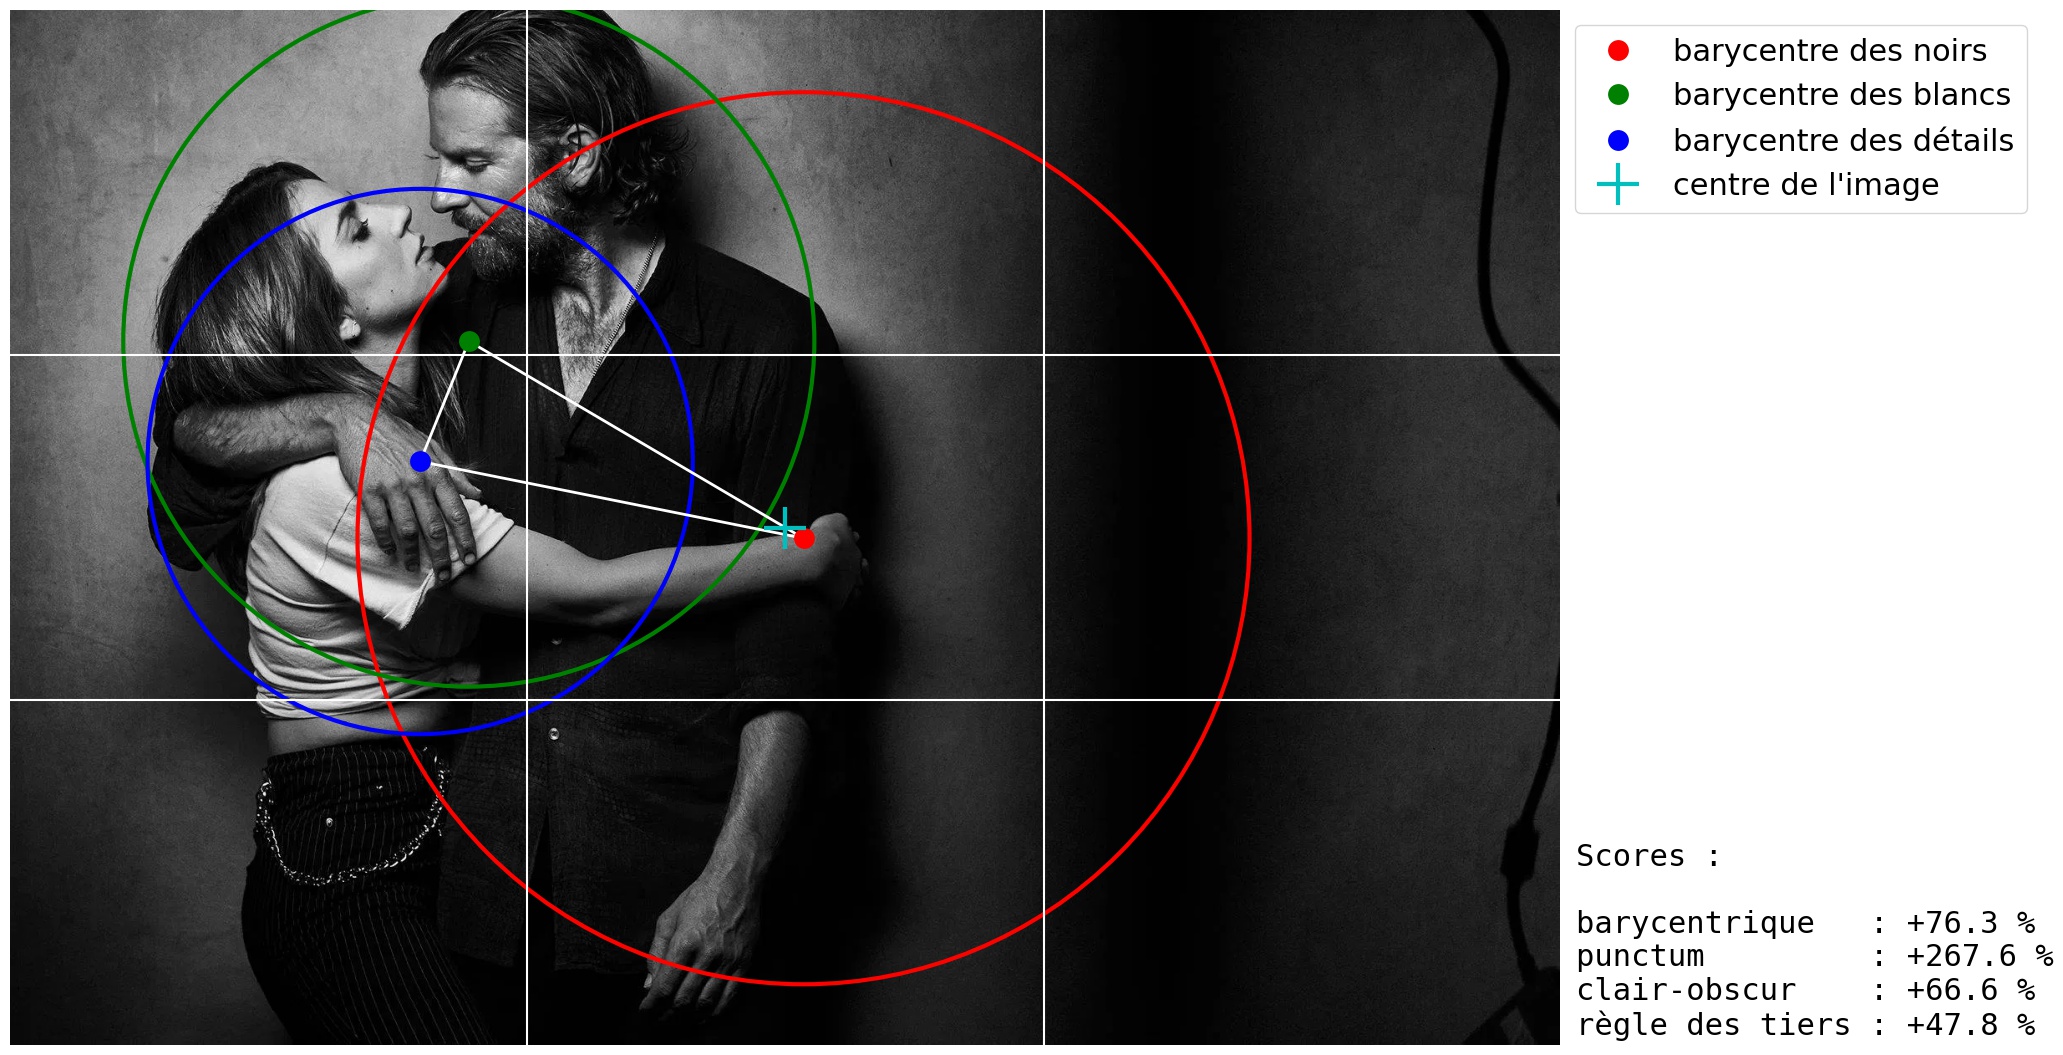 barycentre des noirs
barycentre des blancs
barycentre des détails
centre de l'image
Scores :
barycentrique : +76.3 %
punctum : +267.6 %
clair-obscur : +66.6 %
règle des tiers : +47.8 %